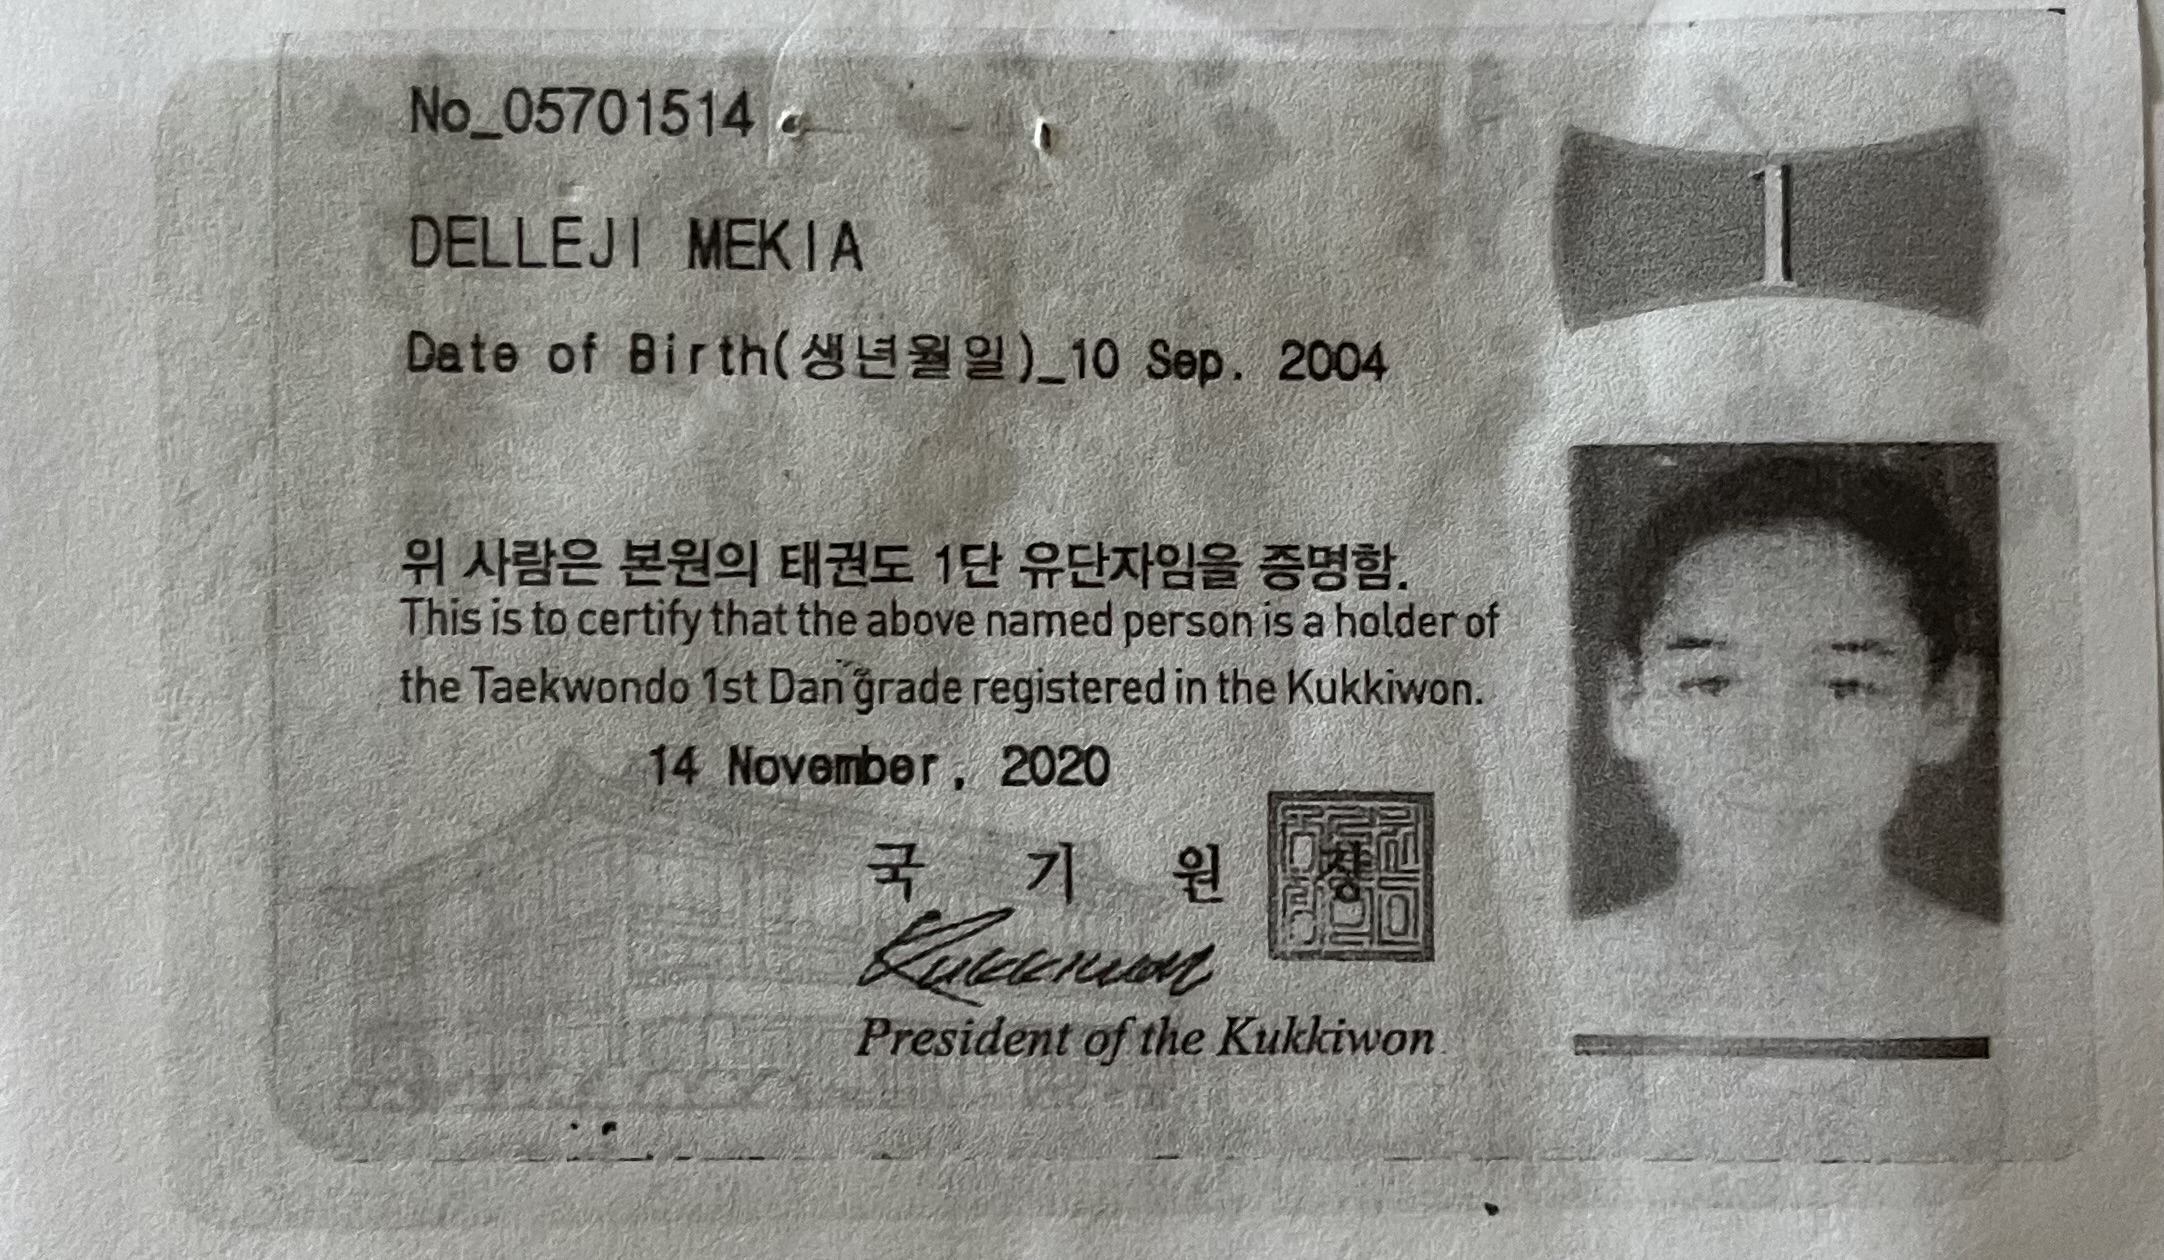 No_05701514
1
DELLEJI MEKIA
Date of Birth(생년월일)_10 Sep. 2004
위 사람은 본원의 태권도 1단 유단자임을 증명함.
This is to certify that the above named person is a holder of
the Taekwondo 1st Dan grade registered in the Kukkiwon.
14 November, 2020
국 기 원 장
Kukkiwon
President of the Kukkiwon